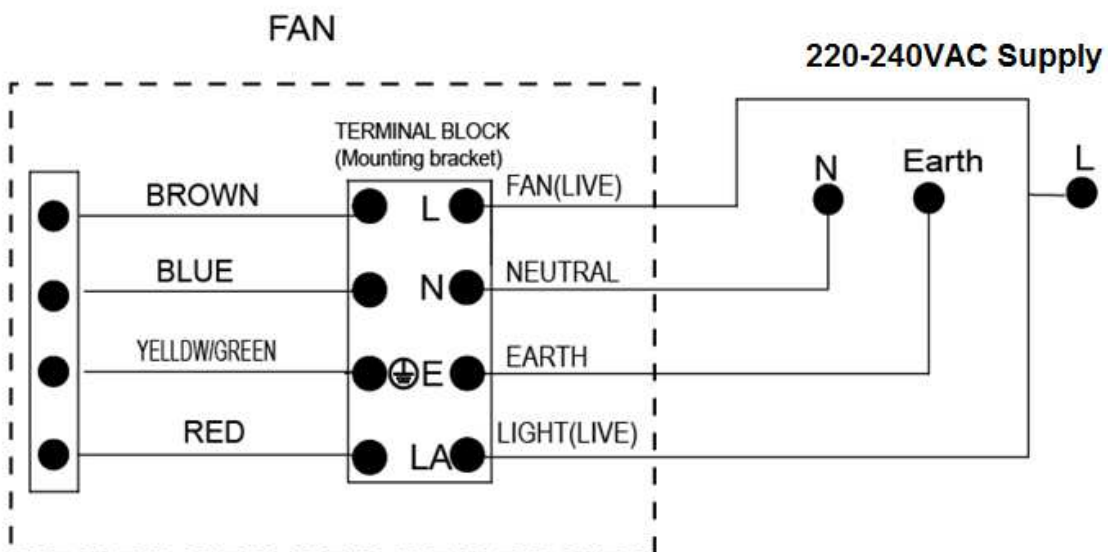 FAN
220-240VAC Supply
TERMINAL BLOCK
(Mounting bracket)
BROWN
L
FAN(LIVE)
N
Earth
L
BLUE
N
NEUTRAL
YELLDW/GREEN
E
EARTH
RED
LA
LIGHT(LIVE)